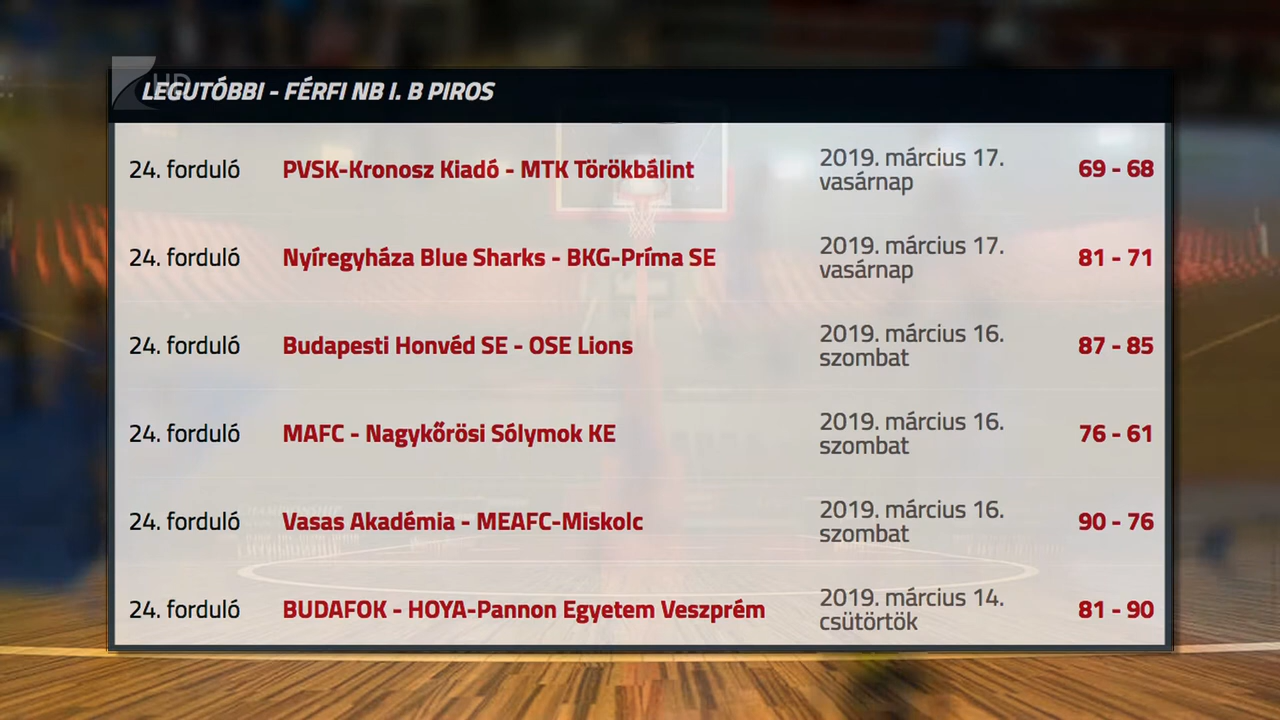 HD
LEGUTÓBBI - FÉRFI NB I. B PIROS
24. forduló PVSK-Kronosz Kiadó - MTK Törökbálint 2019. március 17. vasárnap 69 - 68
24. forduló Nyíregyháza Blue Sharks - BKG-Príma SE 2019. március 17. vasárnap 81 - 71
24. forduló Budapesti Honvéd SE - OSE Lions 2019. március 16. szombat 87 - 85
24. forduló MAFC - Nagykőrösi Sólymok KE 2019. március 16. szombat 76 - 61
24. forduló Vasas Akadémia - MEAFC-Miskolc 2019. március 16. szombat 90 - 76
24. forduló BUDAFOK - HOYA-Pannon Egyetem Veszprém 2019. március 14. csütörtök 81 - 90